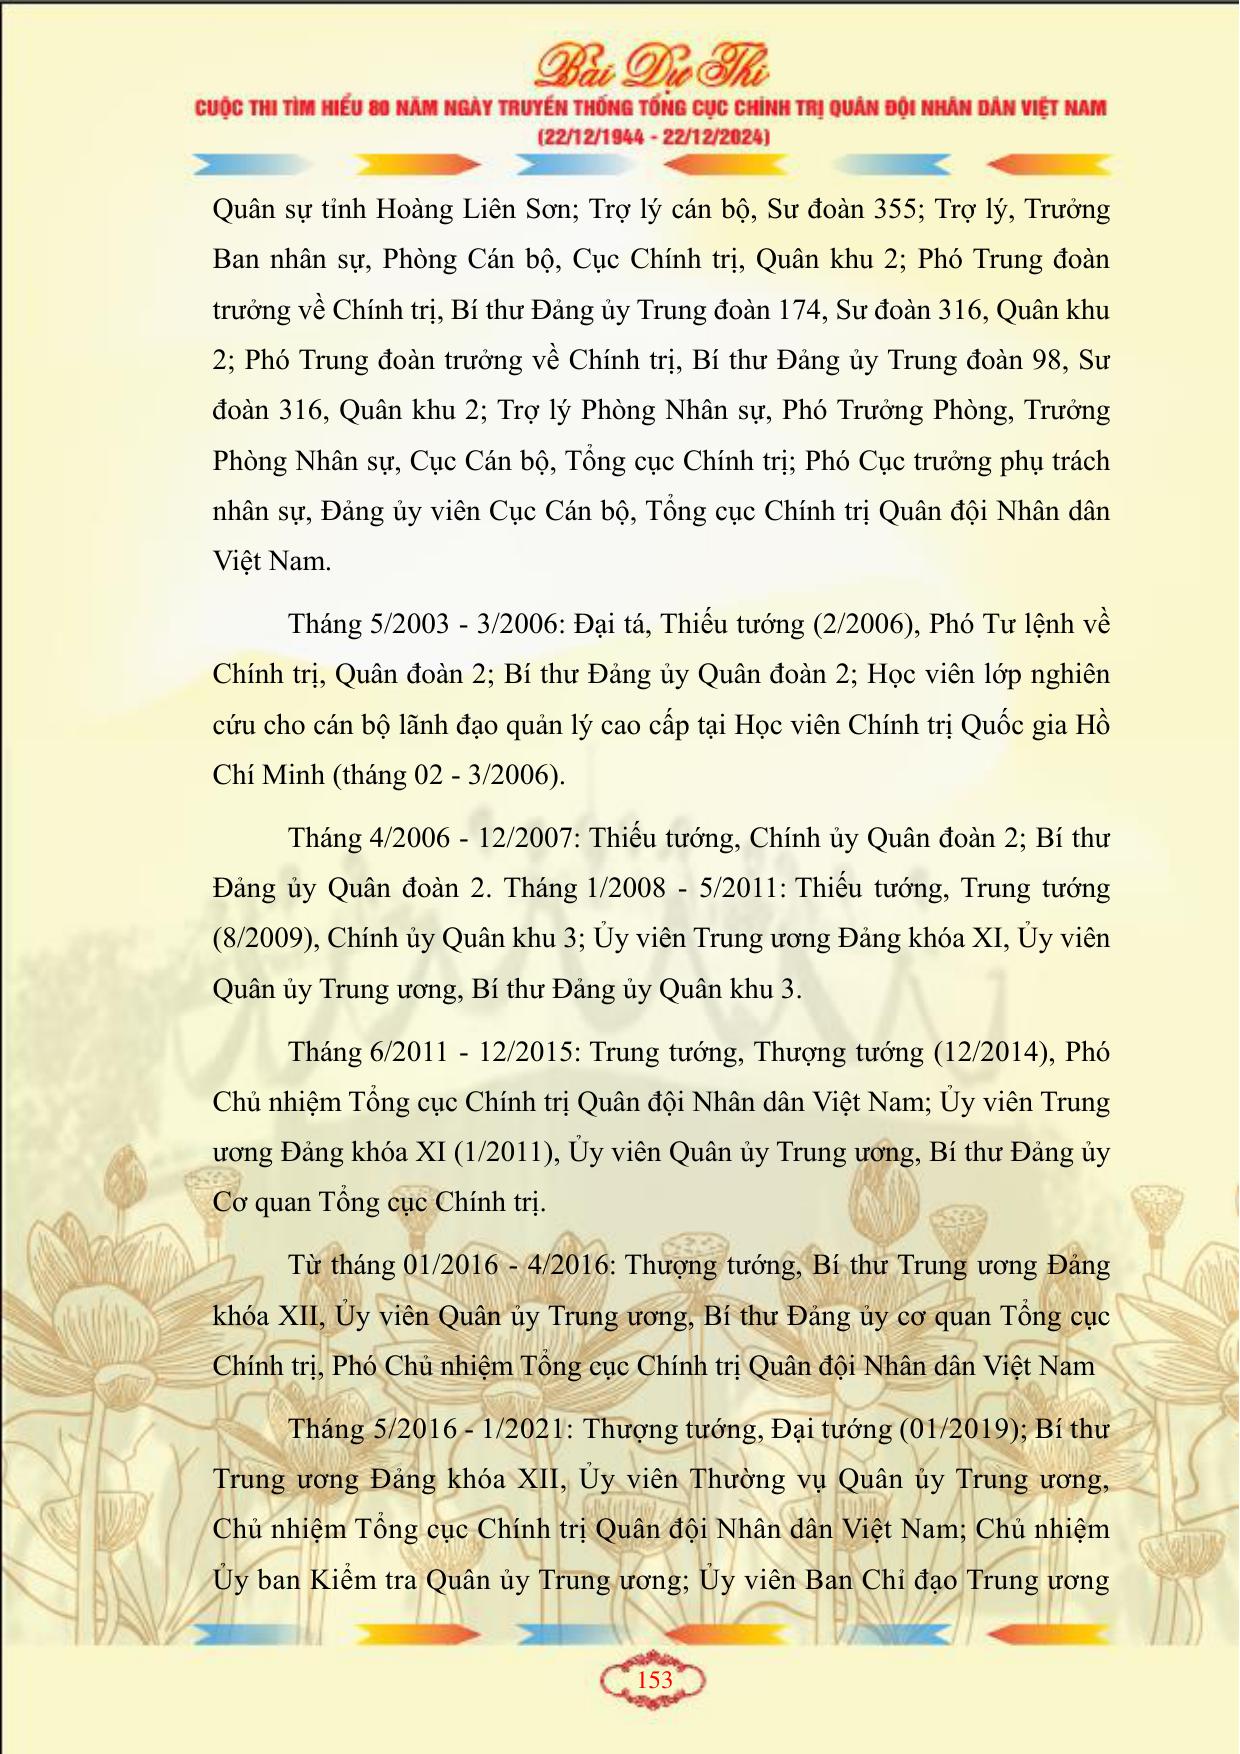 Bài Dự Thi
CUỘC THI TÌM HIỂU 80 NĂM NGÀY TRUYỀN THỐNG TỔNG CỤC CHÍNH TRỊ QUÂN ĐỘI NHÂN DÂN VIỆT NAM
(22/12/1944 - 22/12/2024)
Quân sự tỉnh Hoàng Liên Sơn; Trợ lý cán bộ, Sư đoàn 355; Trợ lý, Trưởng
Ban nhân sự, Phòng Cán bộ, Cục Chính trị, Quân khu 2; Phó Trung đoàn
trưởng về Chính trị, Bí thư Đảng ủy Trung đoàn 174, Sư đoàn 316, Quân khu
2; Phó Trung đoàn trưởng về Chính trị, Bí thư Đảng ủy Trung đoàn 98, Sư
đoàn 316, Quân khu 2; Trợ lý Phòng Nhân sự, Phó Trưởng Phòng, Trưởng
Phòng Nhân sự, Cục Cán bộ, Tổng cục Chính trị; Phó Cục trưởng phụ trách
nhân sự, Đảng ủy viên Cục Cán bộ, Tổng cục Chính trị Quân đội Nhân dân
Việt Nam.
Tháng 5/2003 - 3/2006: Đại tá, Thiếu tướng (2/2006), Phó Tư lệnh về
Chính trị, Quân đoàn 2; Bí thư Đảng ủy Quân đoàn 2; Học viên lớp nghiên
cứu cho cán bộ lãnh đạo quản lý cao cấp tại Học viên Chính trị Quốc gia Hồ
Chí Minh (tháng 02 - 3/2006).
Tháng 4/2006 - 12/2007: Thiếu tướng, Chính ủy Quân đoàn 2; Bí thư
Đảng ủy Quân đoàn 2. Tháng 1/2008 - 5/2011: Thiếu tướng, Trung tướng
(8/2009), Chính ủy Quân khu 3; Ủy viên Trung ương Đảng khóa XI, Ủy viên
Quân ủy Trung ương, Bí thư Đảng ủy Quân khu 3.
Tháng 6/2011 - 12/2015: Trung tướng, Thượng tướng (12/2014), Phó
Chủ nhiệm Tổng cục Chính trị Quân đội Nhân dân Việt Nam; Ủy viên Trung
ương Đảng khóa XI (1/2011), Ủy viên Quân ủy Trung ương, Bí thư Đảng ủy
Cơ quan Tổng cục Chính trị.
Từ tháng 01/2016 - 4/2016: Thượng tướng, Bí thư Trung ương Đảng
khóa XII, Ủy viên Quân ủy Trung ương, Bí thư Đảng ủy cơ quan Tổng cục
Chính trị, Phó Chủ nhiệm Tổng cục Chính trị Quân đội Nhân dân Việt Nam
Tháng 5/2016 - 1/2021: Thượng tướng, Đại tướng (01/2019); Bí thư
Trung ương Đảng khóa XII, Ủy viên Thường vụ Quân ủy Trung ương,
Chủ nhiệm Tổng cục Chính trị Quân đội Nhân dân Việt Nam; Chủ nhiệm
Ủy ban Kiểm tra Quân ủy Trung ương; Ủy viên Ban Chỉ đạo Trung ương
153